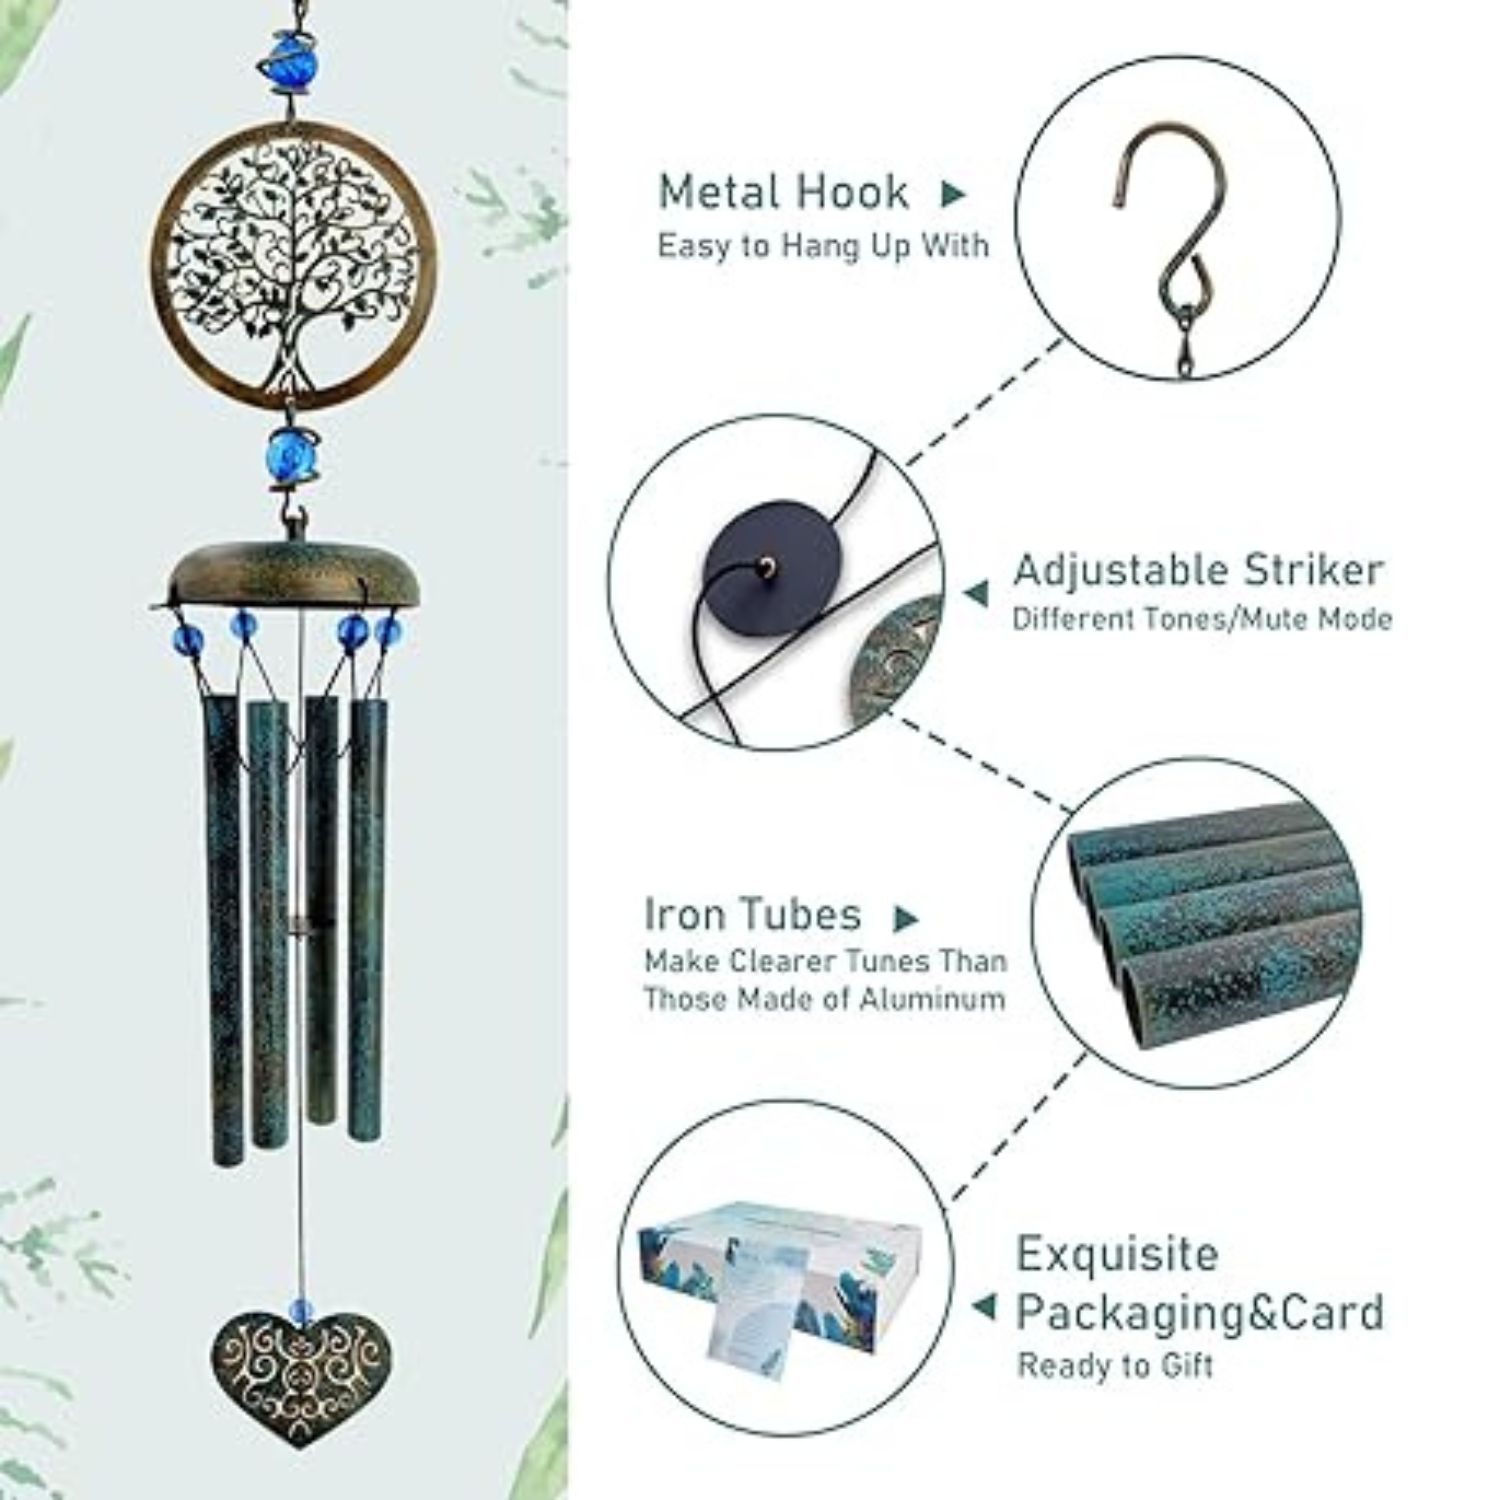 Metal Hook
Easy to Hang Up With
Adjustable Striker
Different Tones/Mute Mode
Iron Tubes
Make Clearer Tunes Than
Those Made of Aluminum
Exquisite
Packaging&Card
Ready to Gift